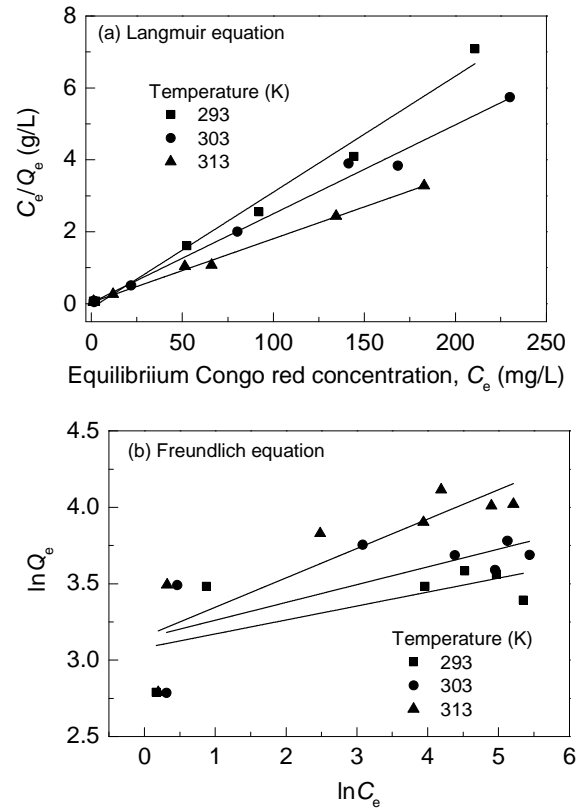 (a) Langmuir equation
Temperature (K)
293
303
313
C_e/Q_e (g/L)
8
6
4
2
0
0 50 100 150 200 250
Equilibriium Congo red concentration, C_e (mg/L)
(b) Freundlich equation
lnQ_e
4.5
4.0
3.5
3.0
2.5
Temperature (K)
293
303
313
0 1 2 3 4 5 6
lnC_e